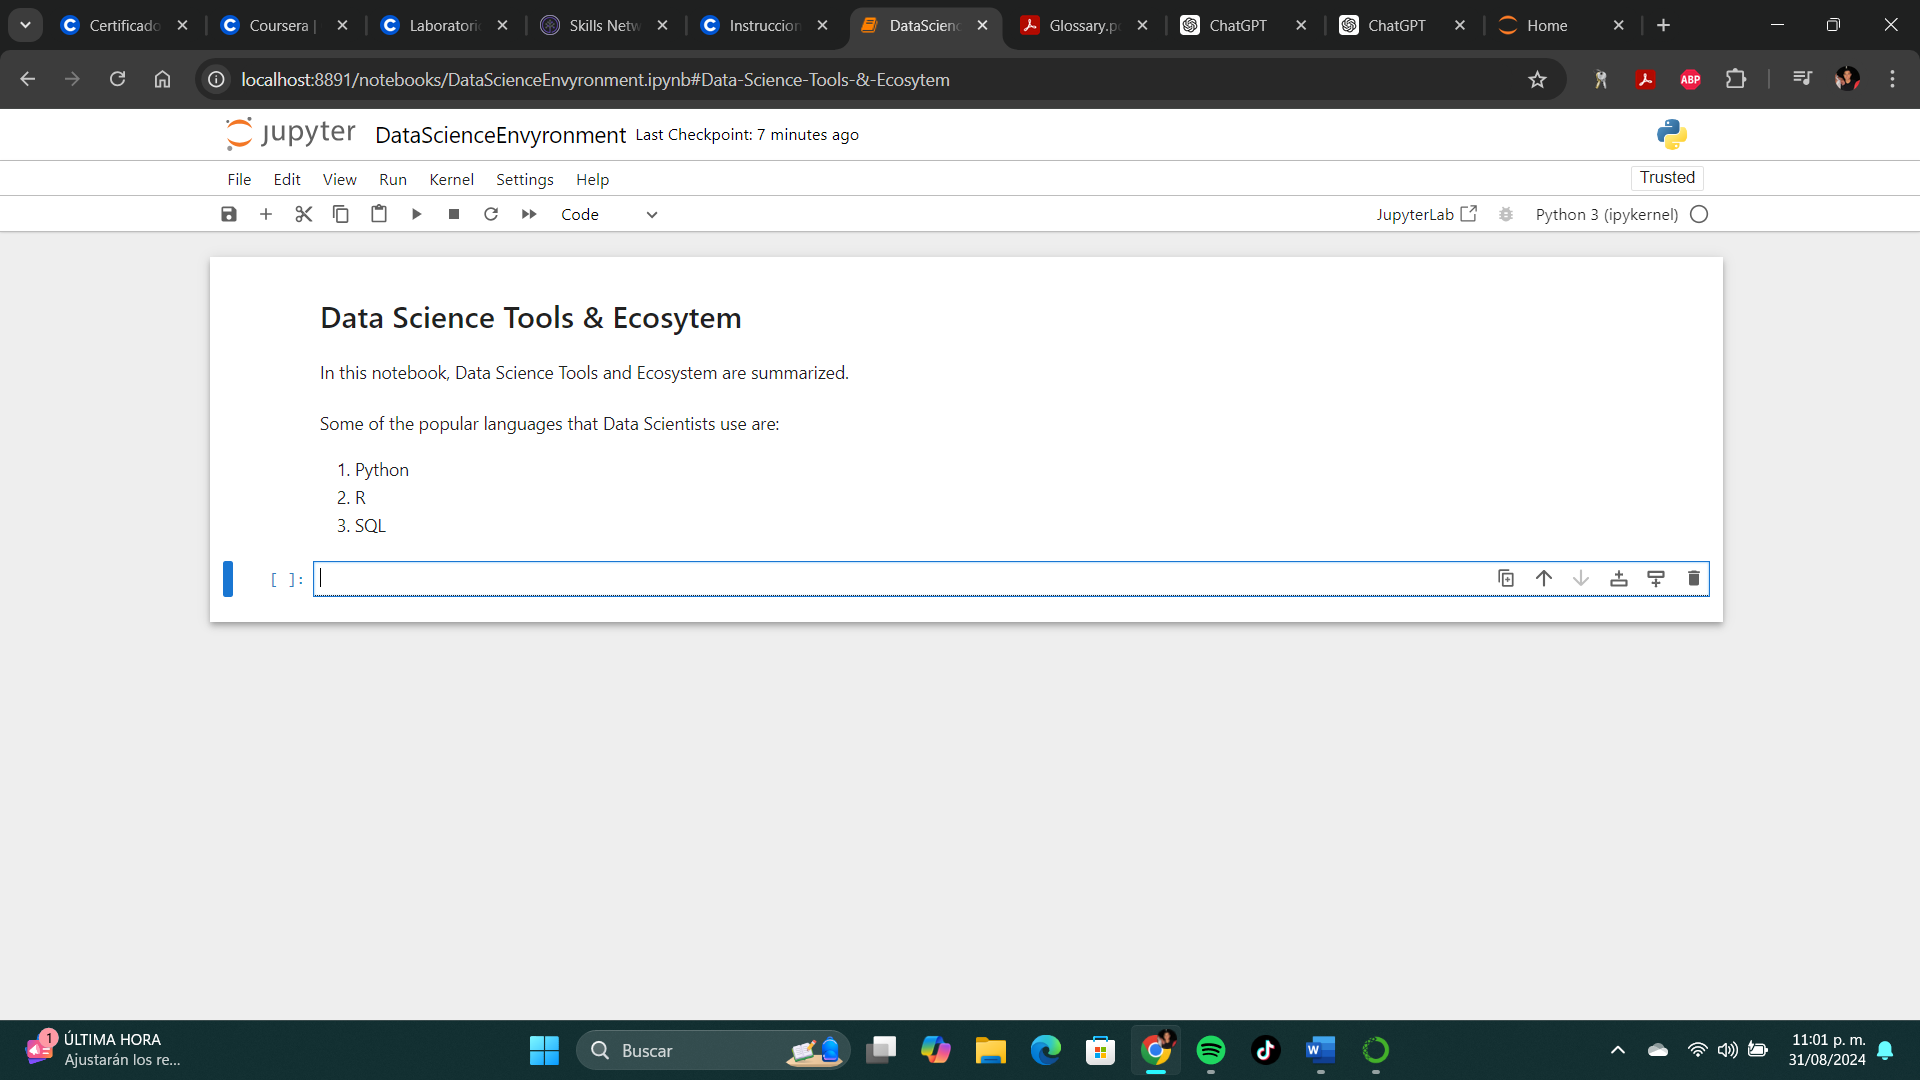 Certificado
Coursera |
Laboratorio
Skills Netw
Instruccion
DataScienc
Glossary.p
ChatGPT
ChatGPT
Home
localhost:8891/notebooks/DataScienceEnvyronment.ipynb#Data-Science-Tools-&-Ecosytem
ABP
jupyter DataScienceEnvyronment Last Checkpoint: 7 minutes ago
File Edit View Run Kernel Settings Help
Trusted
Code
JupyterLab
Python 3 (ipykernel)
Data Science Tools & Ecosytem
In this notebook, Data Science Tools and Ecosystem are summarized.
Some of the popular languages that Data Scientists use are:
1. Python
2. R
3. SQL
[ ]:
1
ÚLTIMA HORA
Ajustarán los re...
Buscar
W
11:01 p. m.
31/08/2024